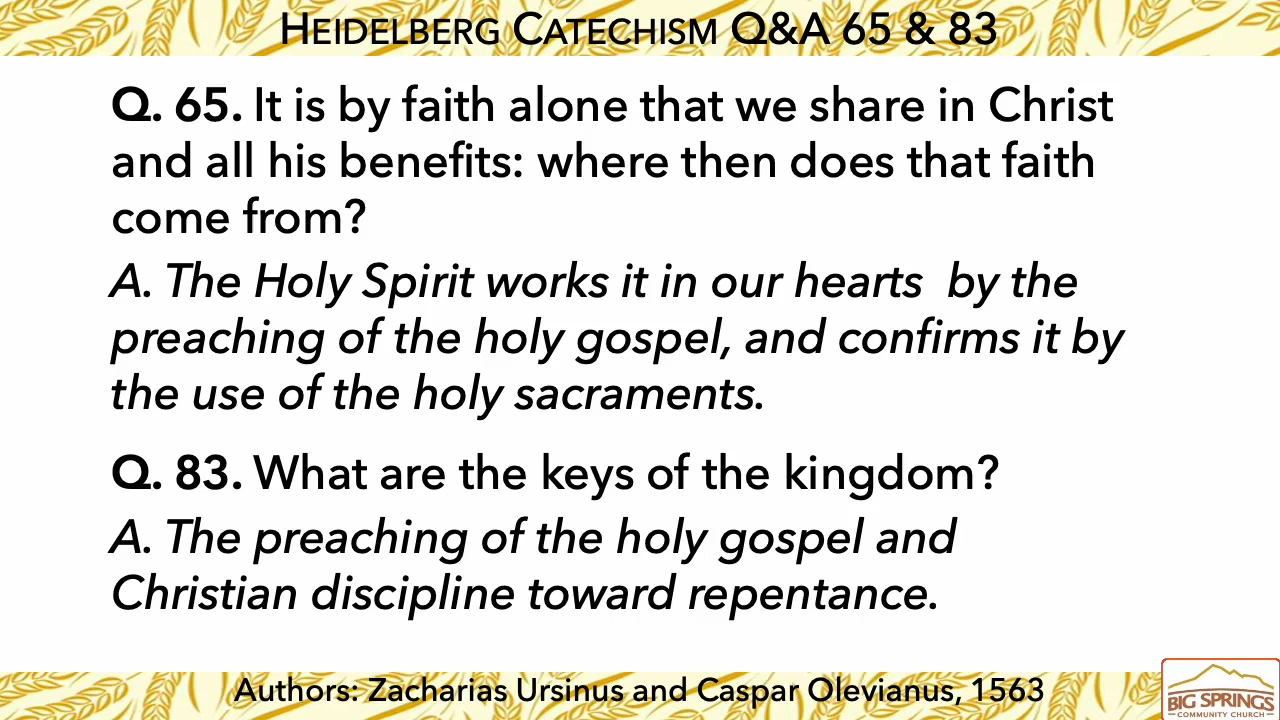 HEIDELBERG CATECHISM Q&A 65 & 83
Q. 65. It is by faith alone that we share in Christ
and all his benefits: where then does that faith
come from?
A. The Holy Spirit works it in our hearts  by the
preaching of the holy gospel, and confirms it by
the use of the holy sacraments.
Q. 83. What are the keys of the kingdom?
A. The preaching of the holy gospel and
Christian discipline toward repentance.
Authors: Zacharias Ursinus and Caspar Olevianus, 1563
BIG SPRINGS
COMMUNITY CHURCH